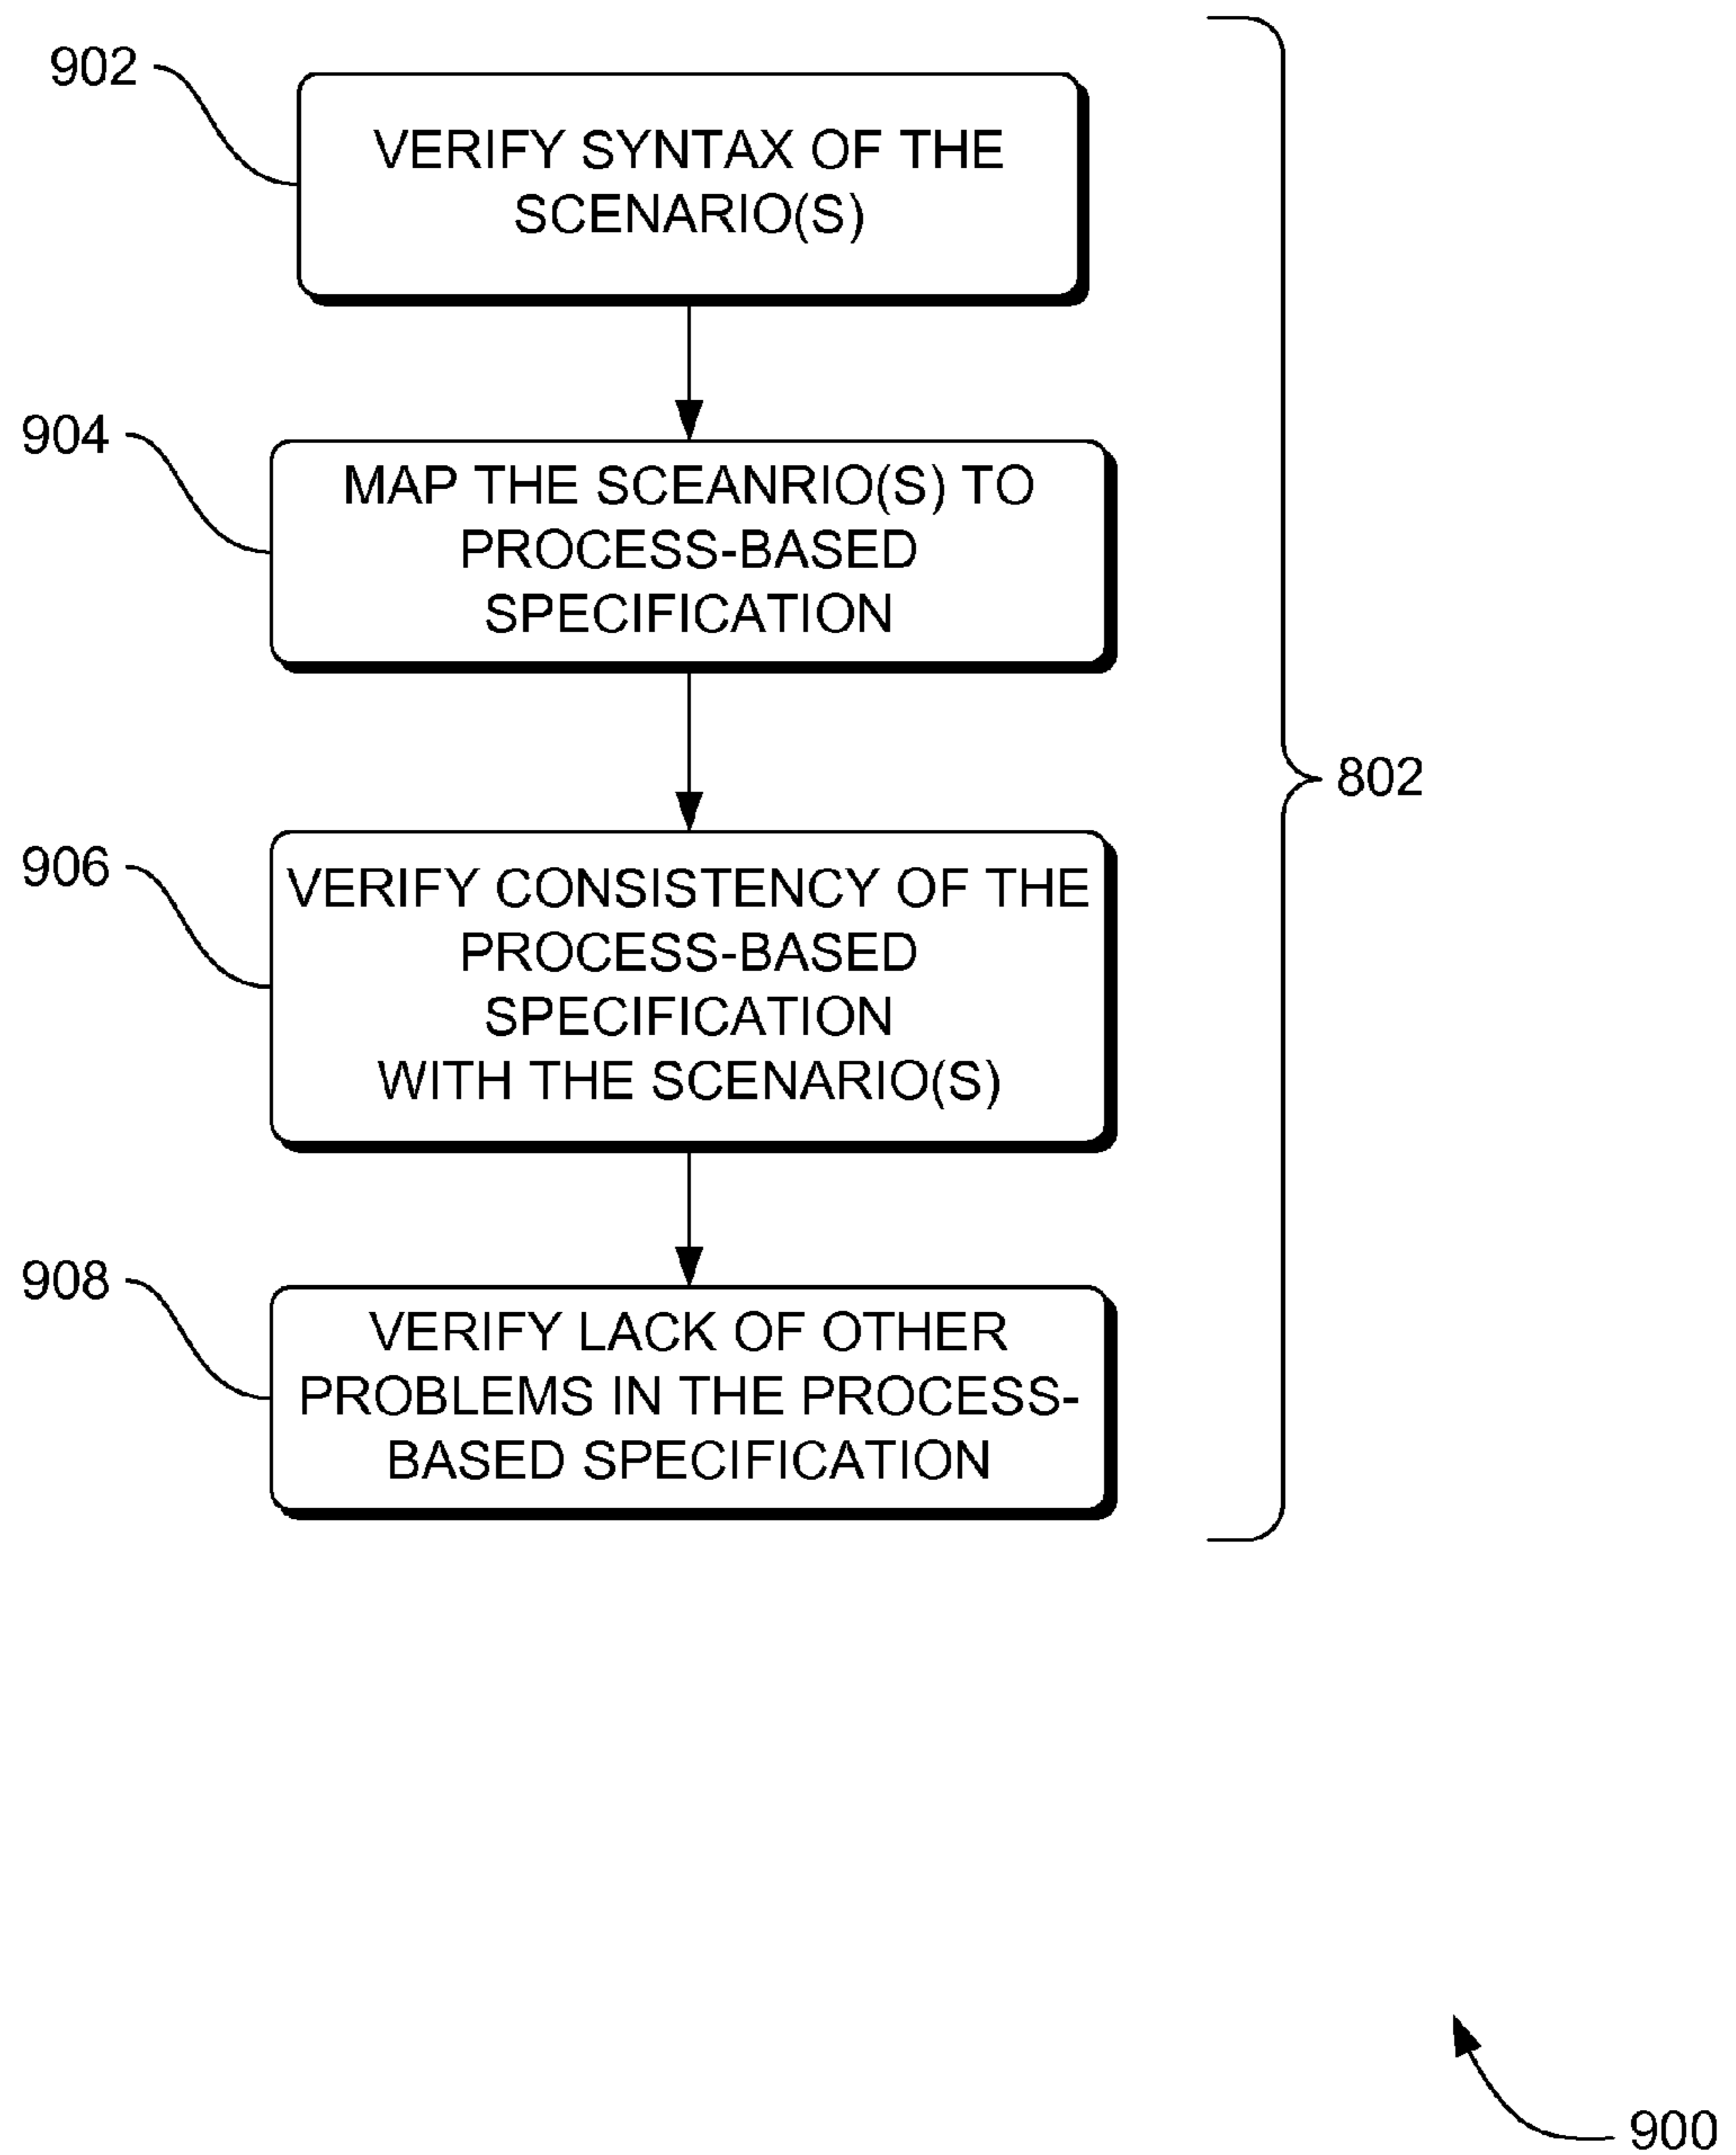 902
VERIFY SYNTAX OF THE
SCENARIO(S)
904
MAP THE SCEANRIO(S) TO
PROCESS-BASED
SPECIFICATION
802
906
VERIFY CONSISTENCY OF THE
PROCESS-BASED
SPECIFICATION
WITH THE SCENARIO(S)
908
VERIFY LACK OF OTHER
PROBLEMS IN THE PROCESS-
BASED SPECIFICATION
900